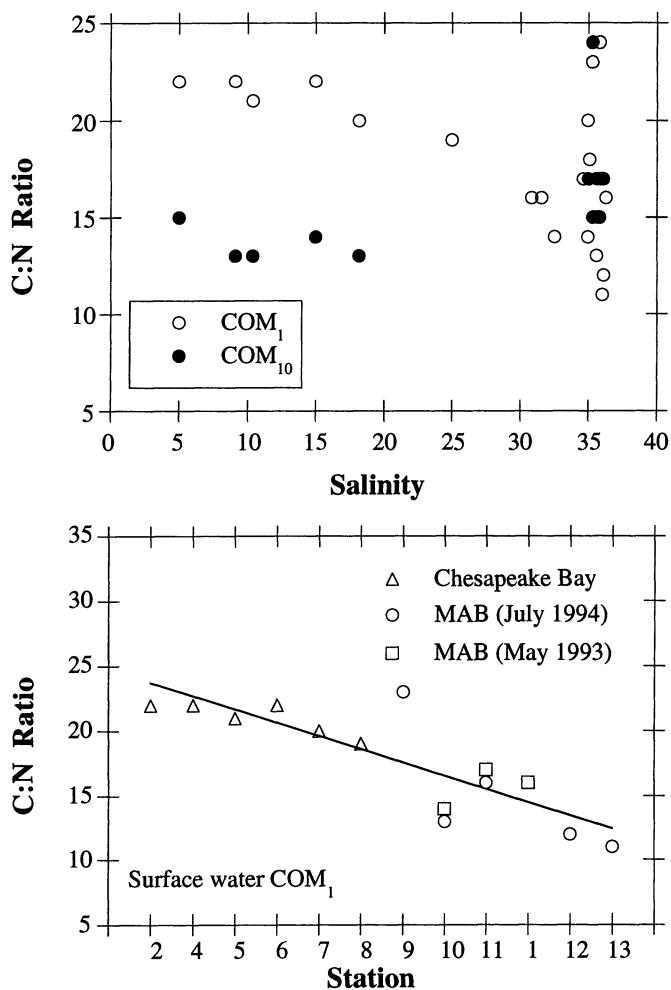 25
20
15
10
5
C:N Ratio
COM1
COM10
0 5 10 15 20 25 30 35 40
Salinity
35
30
25
20
15
10
5
C:N Ratio
Chesapeake Bay
MAB (July 1994)
MAB (May 1993)
Surface water COM1
2 4 5 6 7 8 9 10 11 1 12 13
Station